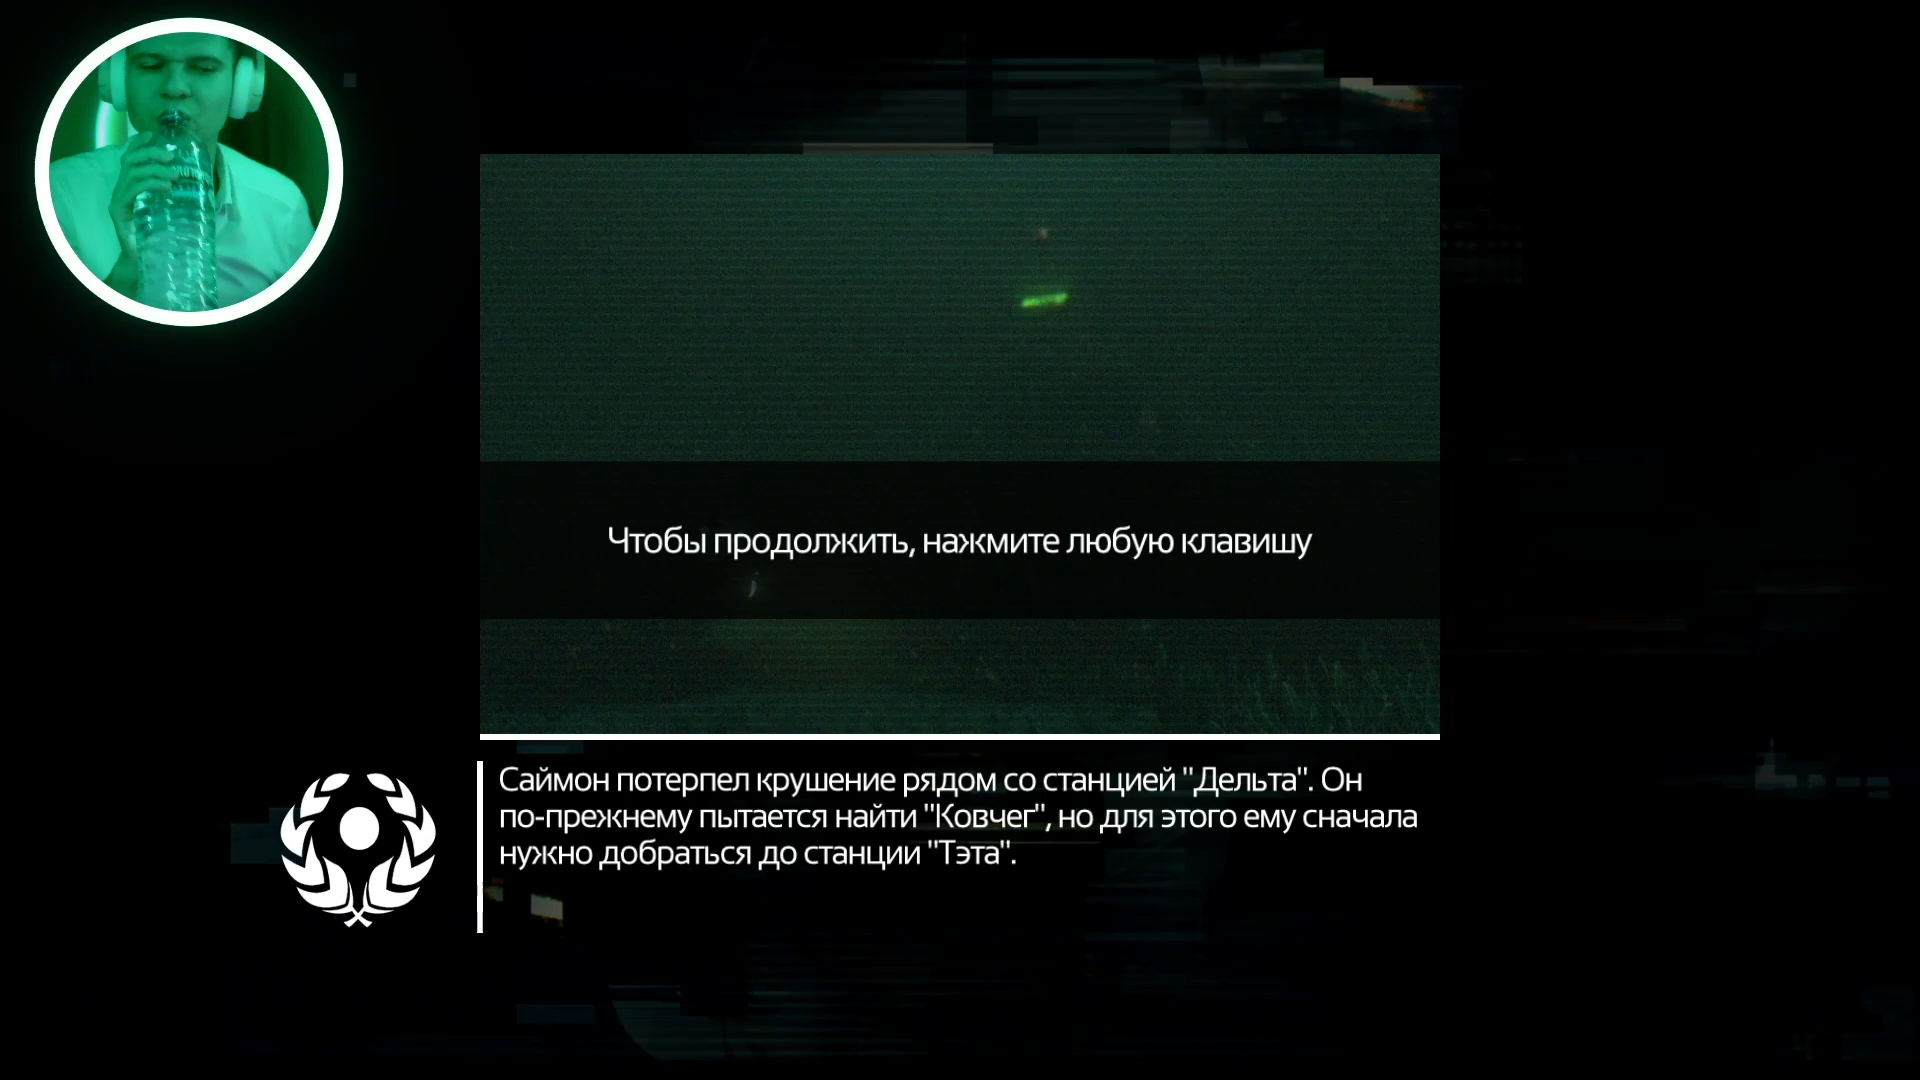 Чтобы продолжить, нажмите любую клавишу
Саймон потерпел крушение рядом со станцией "Дельта". Он
по-прежнему пытается найти "Ковчег", но для этого ему сначала
нужно добраться до станции "Тэта".